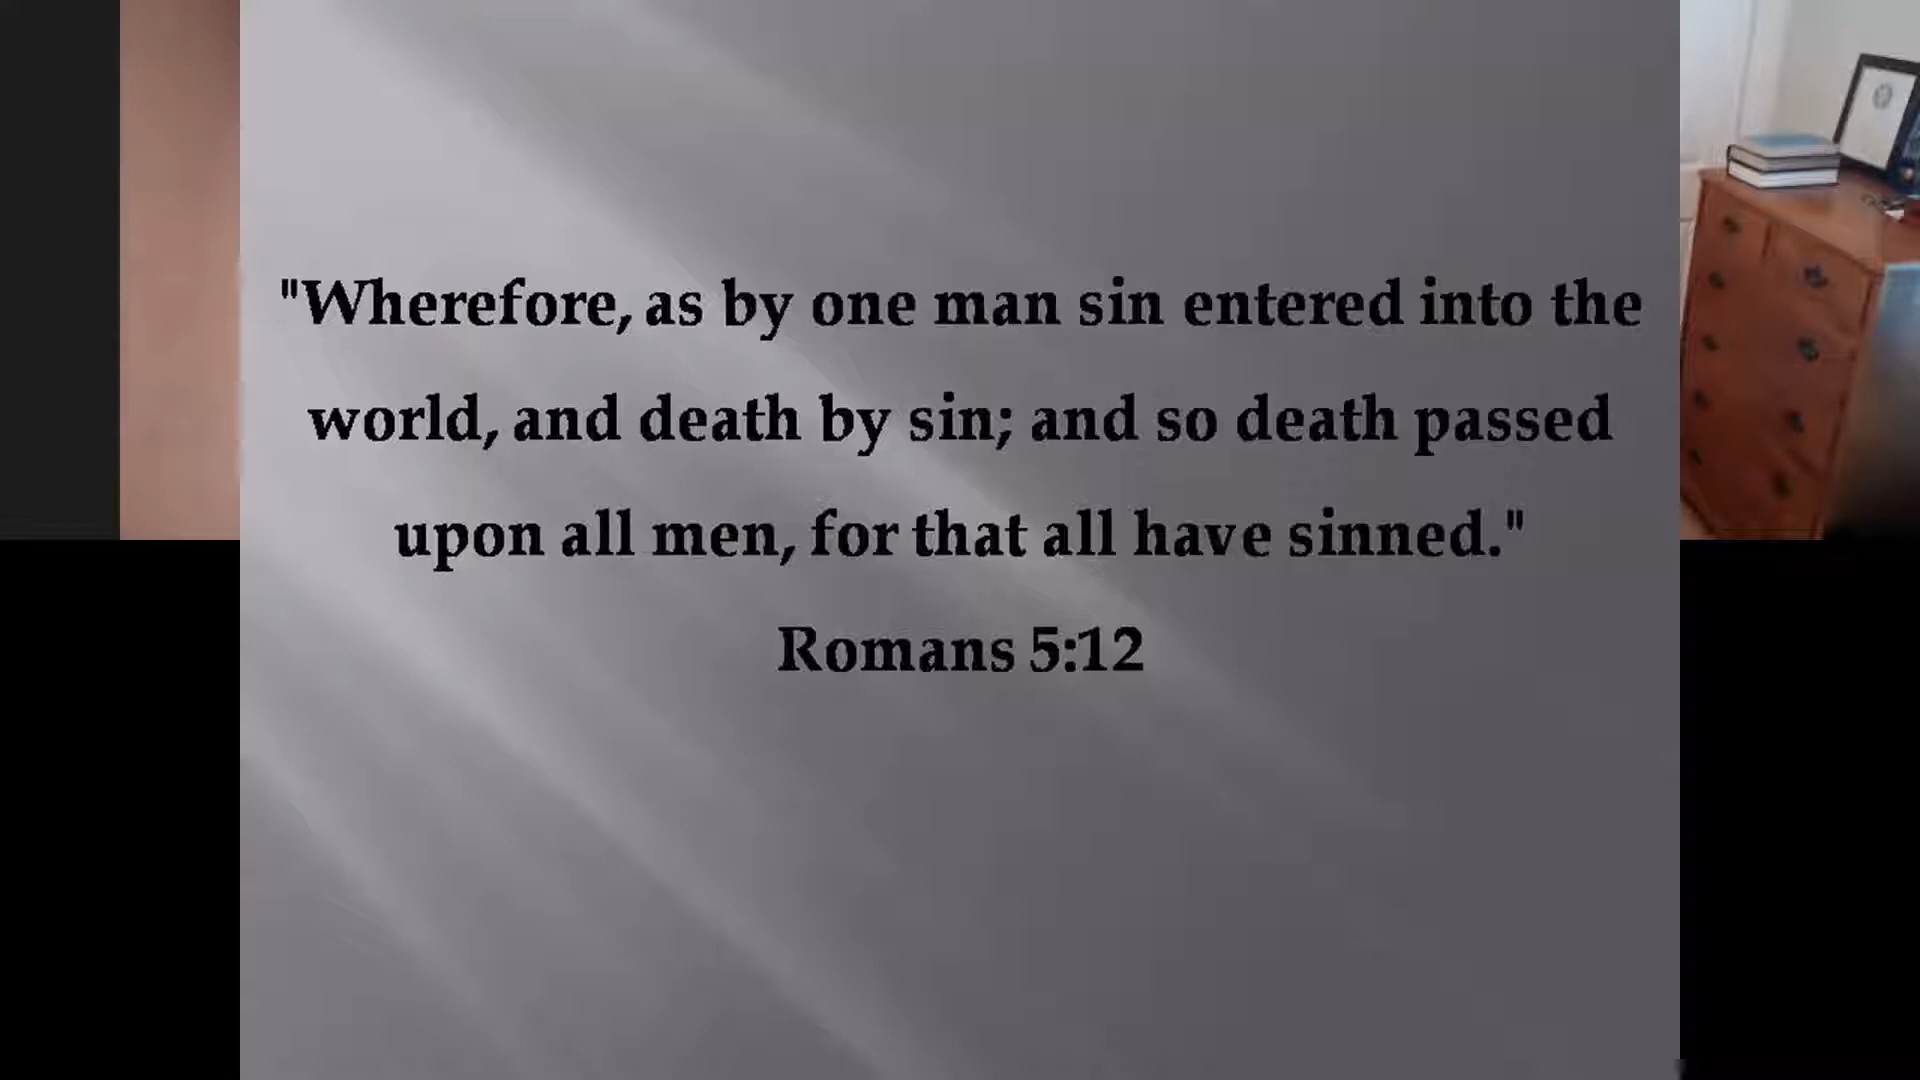 "Wherefore, as by one man sin entered into the
world, and death by sin; and so death passed
upon all men, for that all have sinned."
Romans 5:12